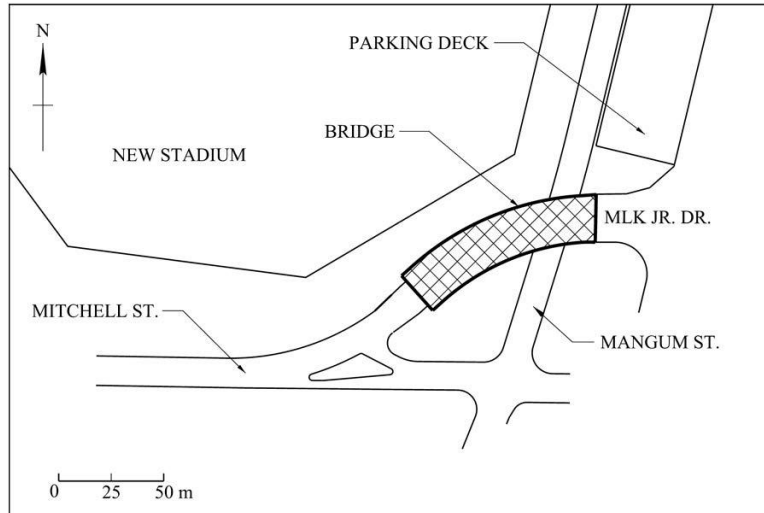 N
PARKING DECK
BRIDGE
NEW STADIUM
MLK JR. DR.
MITCHELL ST.
MANGUM ST.
0 25 50 m